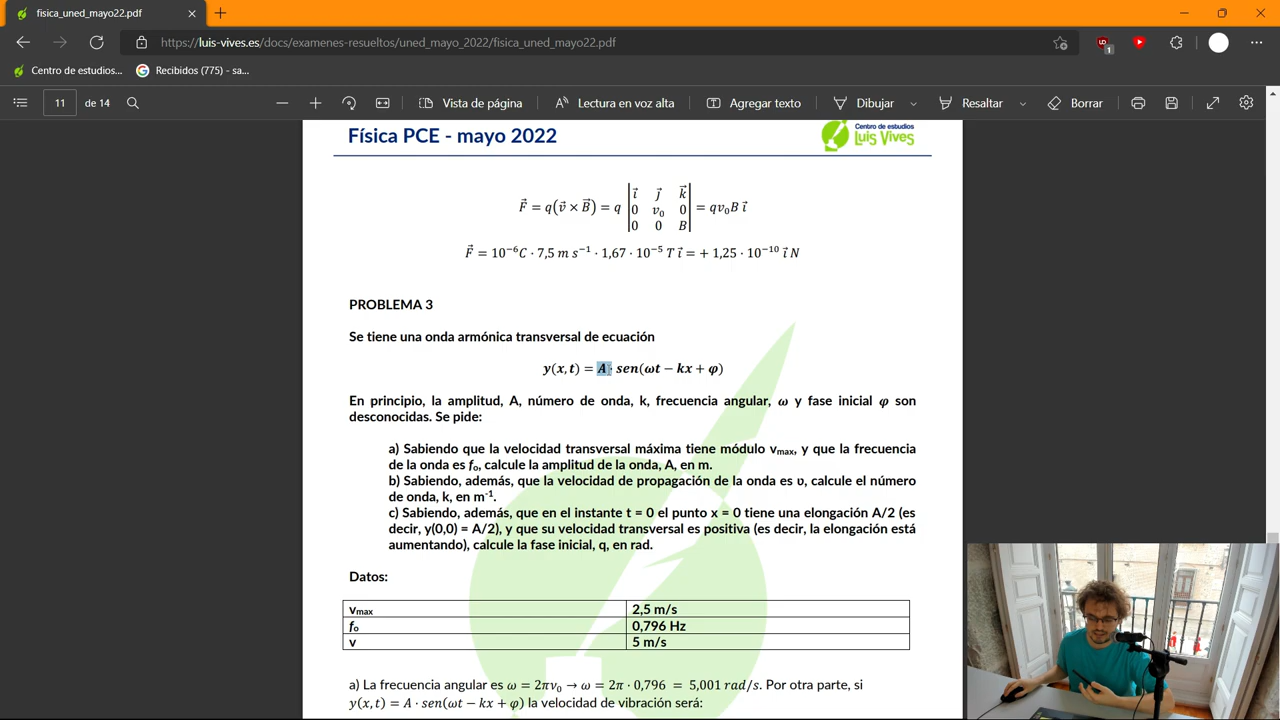 fisica_uned_mayo22.pdf
https://luis-vives.es/docs/examenes-resueltos/uned_mayo_2022/fisica_uned_mayo22.pdf
1
Centro de estudios...
Recibidos (775) - sa...
11 de 14
Vista de página
Lectura en voz alta
Agregar texto
Dibujar
Resaltar
Borrar
Física PCE - mayo 2022
Centro de estudios
Luis Vives
F⃗ = q(v⃗ × B⃗) = q | i⃗ j⃗ k⃗ | = qv₀B i⃗
0 v₀ 0
0 0 B
F⃗ = 10⁻⁶C · 7,5 m s⁻¹ · 1,67 · 10⁻⁵ T i⃗ = + 1,25 · 10⁻¹⁰ i⃗ N
PROBLEMA 3
Se tiene una onda armónica transversal de ecuación
y(x, t) = A · sen(ωt − kx + φ)
En principio, la amplitud, A, número de onda, k, frecuencia angular, ω y fase inicial φ son
desconocidas. Se pide:
a) Sabiendo que la velocidad transversal máxima tiene módulo vmax, y que la frecuencia
de la onda es fₒ, calcule la amplitud de la onda, A, en m.
b) Sabiendo, además, que la velocidad de propagación de la onda es υ, calcule el número
de onda, k, en m⁻¹.
c) Sabiendo, además, que en el instante t = 0 el punto x = 0 tiene una elongación A/2 (es
decir, y(0,0) = A/2), y que su velocidad transversal es positiva (es decir, la elongación está
aumentando), calcule la fase inicial, q, en rad.
Datos:
vmax 2,5 m/s
fₒ 0,796 Hz
v 5 m/s
a) La frecuencia angular es ω = 2πν₀ → ω = 2π · 0,796 = 5,001 rad/s. Por otra parte, si
y(x, t) = A · sen(ωt − kx + φ) la velocidad de vibración será: